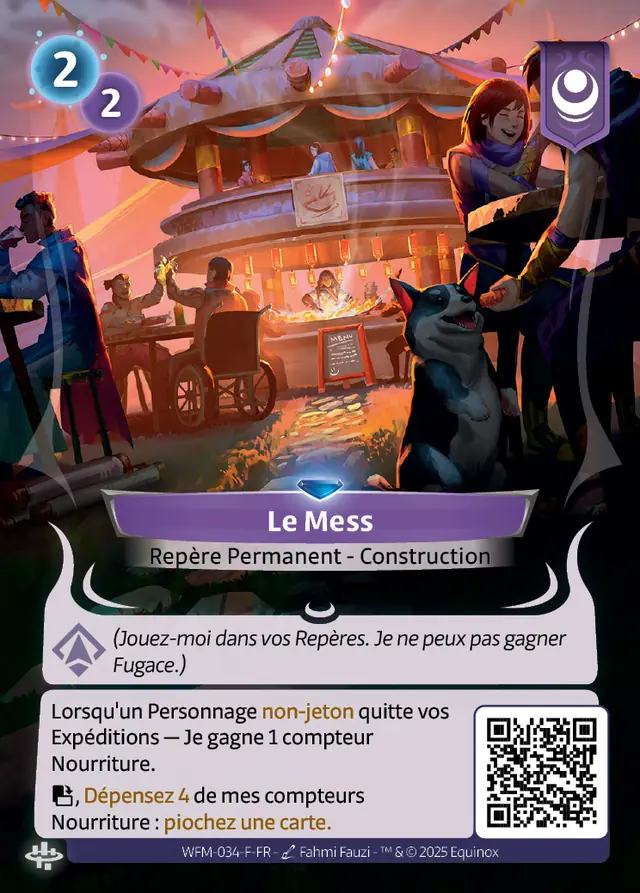 2
2
MENU
Le Mess
Repère Permanent - Construction
(Jouez-moi dans vos Repères. Je ne peux pas gagner
Fugace.)
Lorsqu'un Personnage non-jeton quitte vos
Expéditions — Je gagne 1 compteur
Nourriture.
, Dépensez 4 de mes compteurs
Nourriture : piochez une carte.
WFM-034-F-FR - Fahmi Fauzi - ™ & © 2025 Equinox